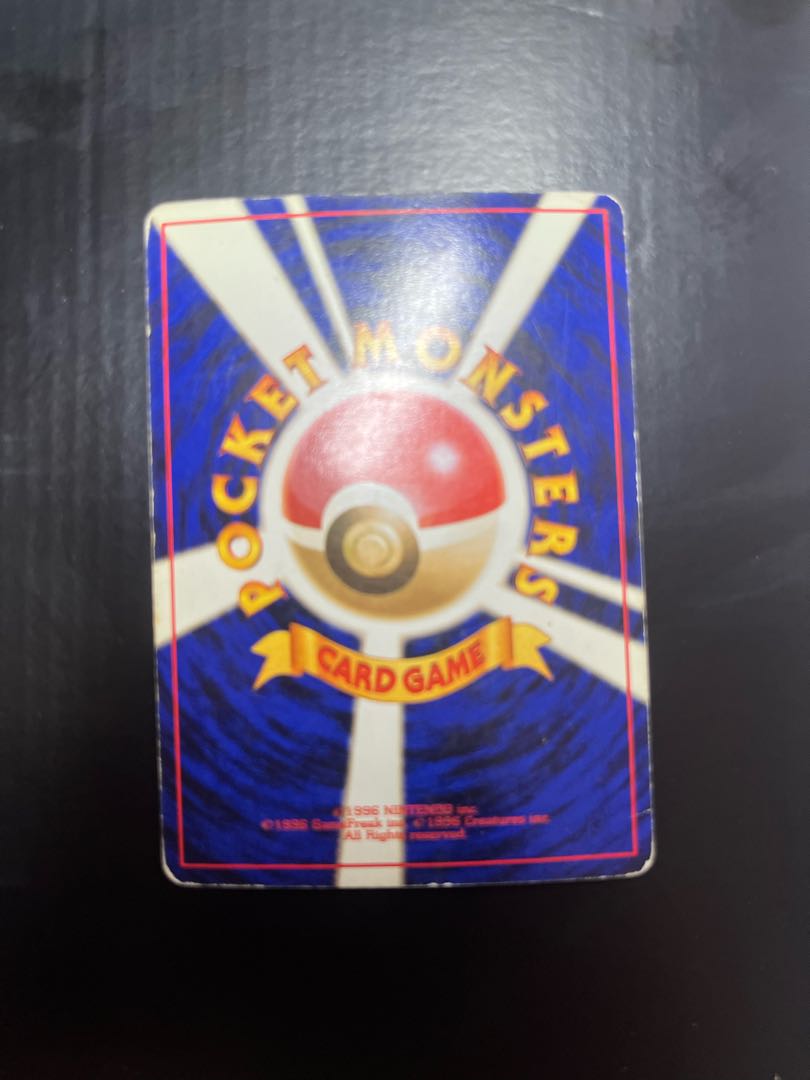 POCKET MONSTERS
CARD GAME
©1996 NINTENDO inc.
©1996 GameFreak inc. ©1996 Creatures inc.
All Rights reserved.